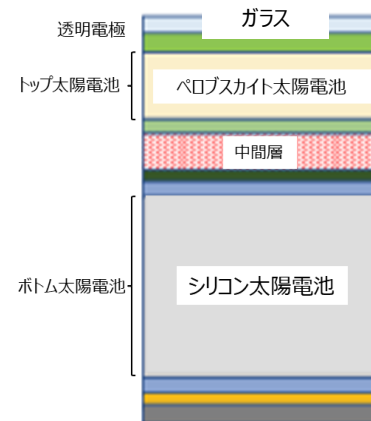 ガラス
透明電極
トップ太陽電池
ペロブスカイト太陽電池
中間層
ボトム太陽電池
シリコン太陽電池